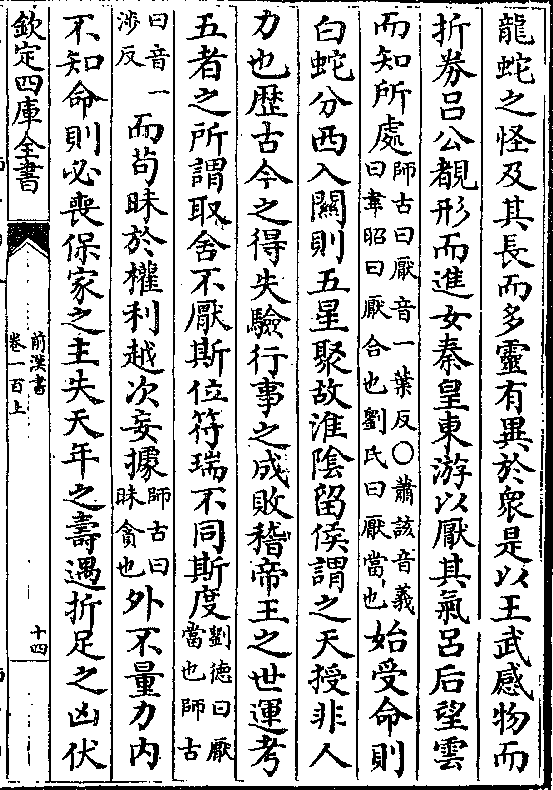 龍蛇之怪及其長而多靈有異於衆是以王武感物而
折券呂公覩形而進女秦皇東游以厭其氣呂后望雲
而知所處師古曰厭音一葉反○蕭該音義曰韋昭曰厭合也劉氏曰厭當也始受命則
白蛇分西入關則五星聚故淮陰留侯謂之天授非人
力也歴古今之得失驗行事之成敗稽帝王之世運考
五者之所謂取舍不厭斯位符瑞不同斯度劉德曰厭當也師古
曰音一涉反而苟昧於權利越次妄據師古曰昧貪也外不量力内
不知命則必喪保家之主失天年之壽遇折足之凶伏
欽定四庫全書
前漢書
卷一百上
十四